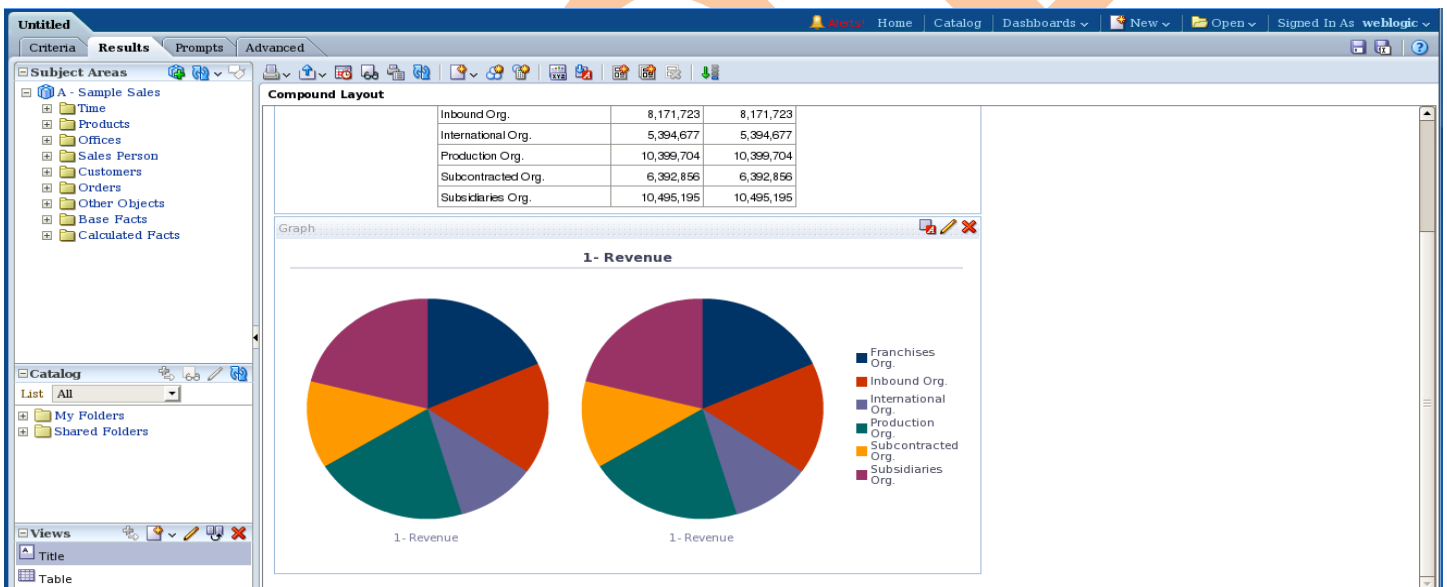 Untitled
Alerts! Home Catalog Dashboards New Open Signed In As weblogic
Criteria Results Prompts Advanced
Subject Areas
A - Sample Sales
Time
Products
Offices
Sales Person
Customers
Orders
Other Objects
Base Facts
Calculated Facts
Catalog
List All
My Folders
Shared Folders
Views
Title
Table
Compound Layout
Inbound Org. 8,171,723 8,171,723
International Org. 5,394,677 5,394,677
Production Org. 10,399,704 10,399,704
Subcontracted Org. 6,392,856 6,392,856
Subsidiaries Org. 10,495,195 10,495,195
Graph
1- Revenue
Franchises
Org.
Inbound Org.
International
Org.
Production
Org.
Subcontracted
Org.
Subsidiaries
Org.
1- Revenue 1- Revenue